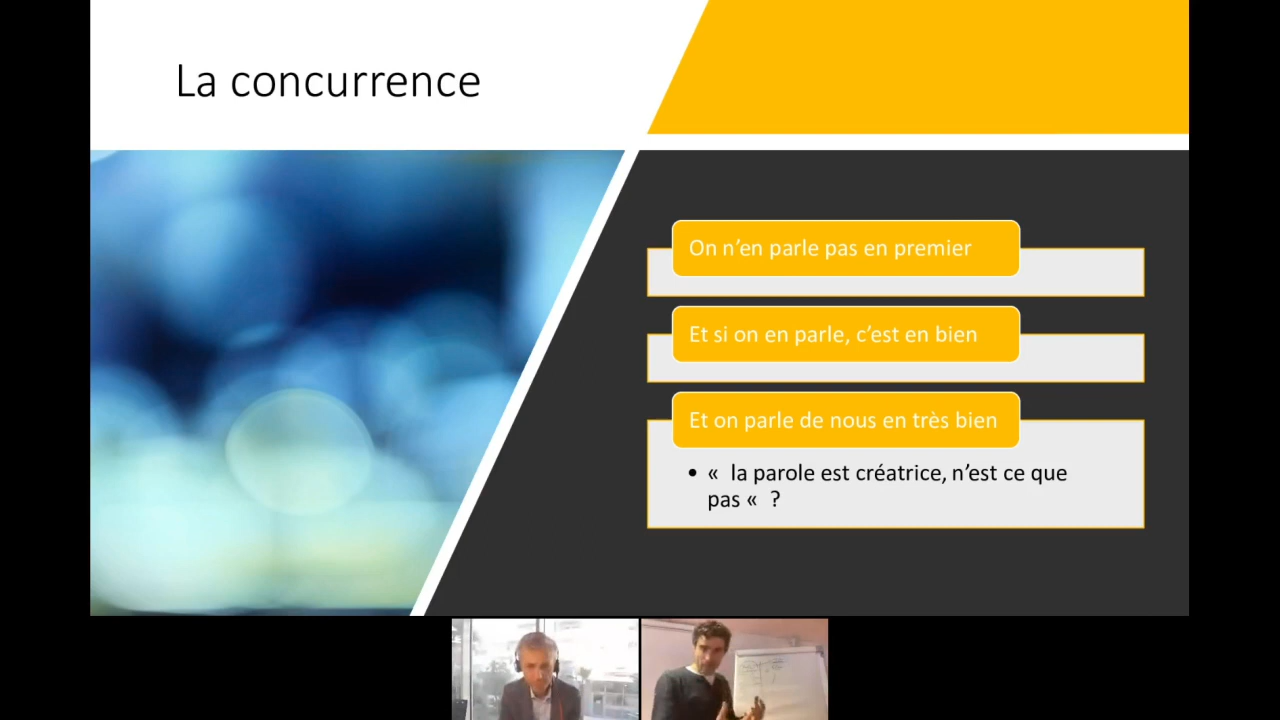 La concurrence
On n’en parle pas en premier
Et si on en parle, c’est en bien
Et on parle de nous en très bien
• «  la parole est créatrice, n’est ce que
pas «  ?